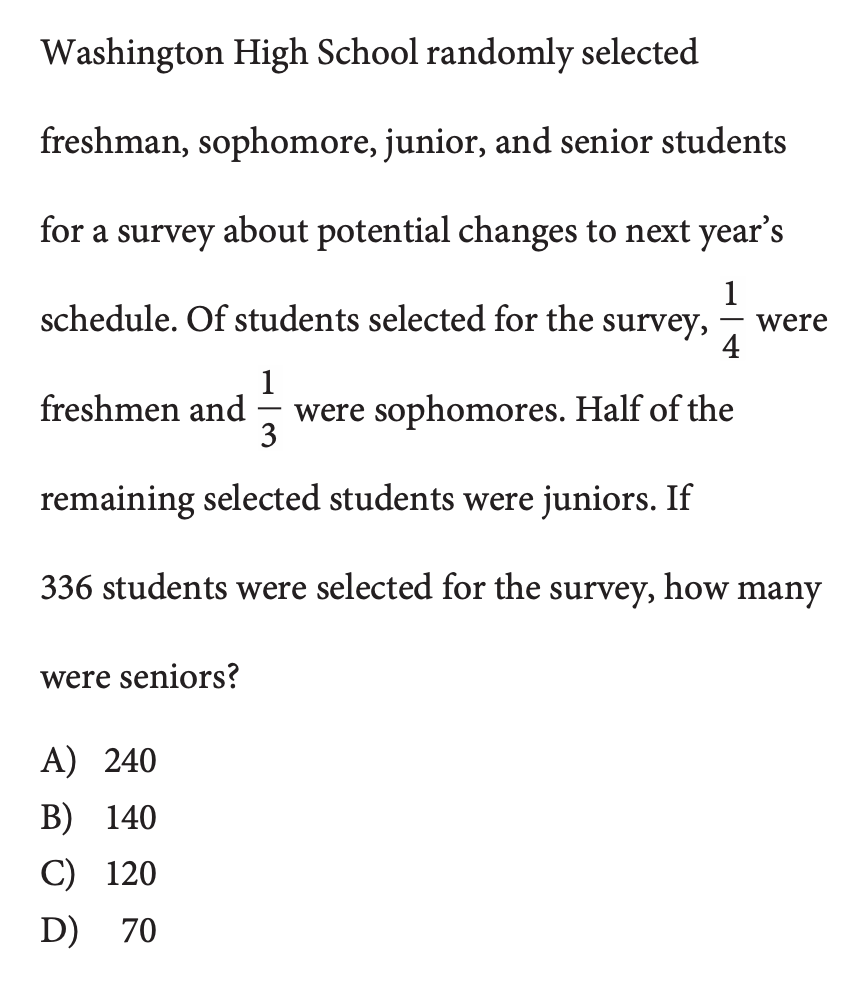 Washington High School randomly selected
freshman, sophomore, junior, and senior students
for a survey about potential changes to next year’s
schedule. Of students selected for the survey, 1/4 were
freshmen and 1/3 were sophomores. Half of the
remaining selected students were juniors. If
336 students were selected for the survey, how many
were seniors?
A) 240
B) 140
C) 120
D) 70